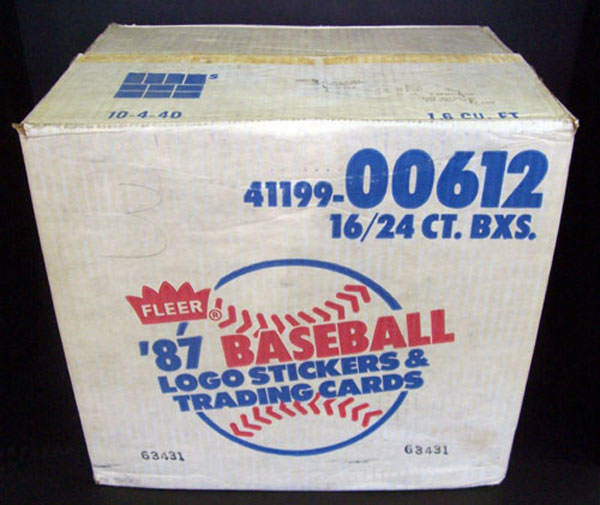 S
10-4-4D
1.6 CU. FT
41199-00612
16/24 CT. BXS.
FLEER®
'87 BASEBALL
LOGO STICKERS &
TRADING CARDS
63431
63431